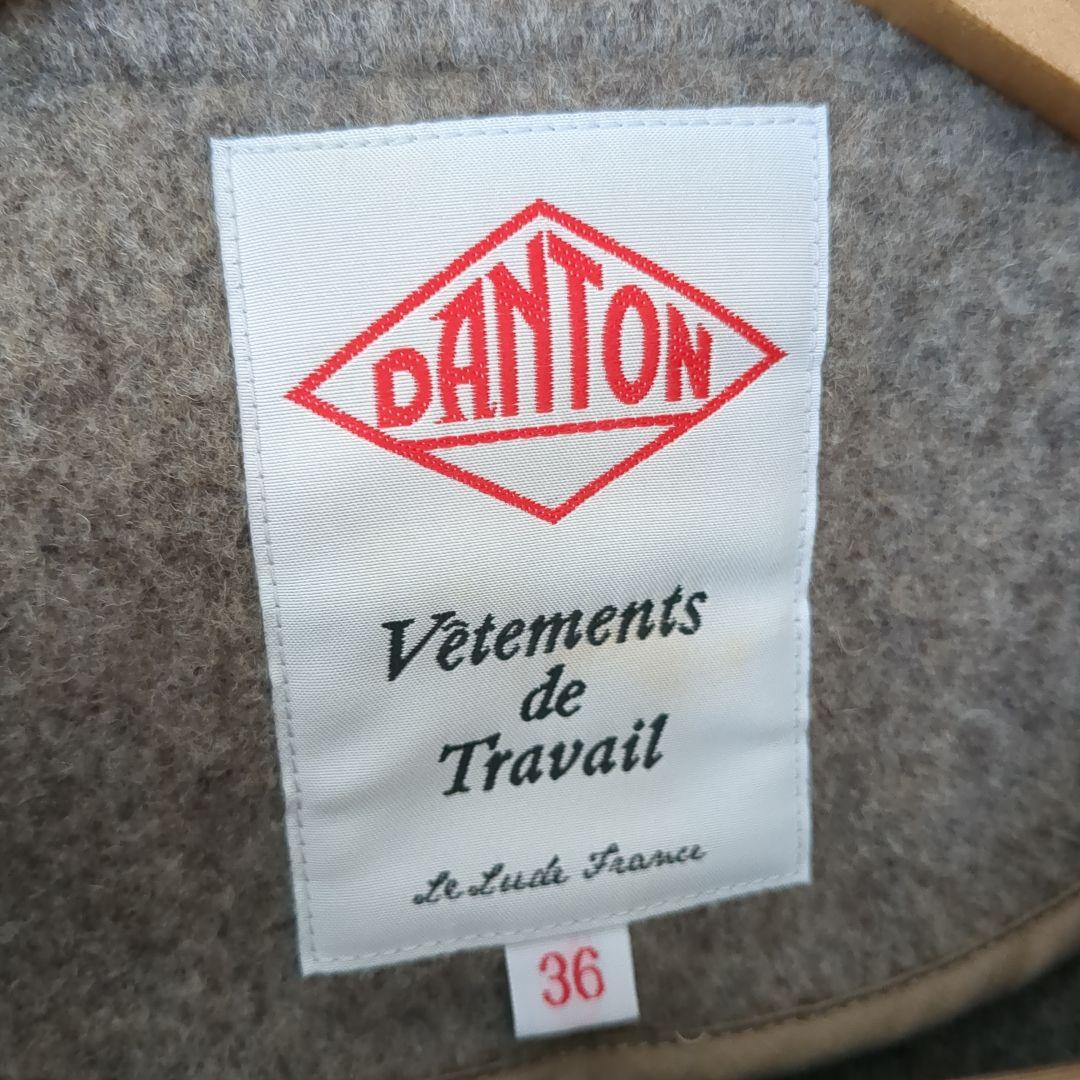 DANTON
Vêtements
de
Travail
Le Lude France
36